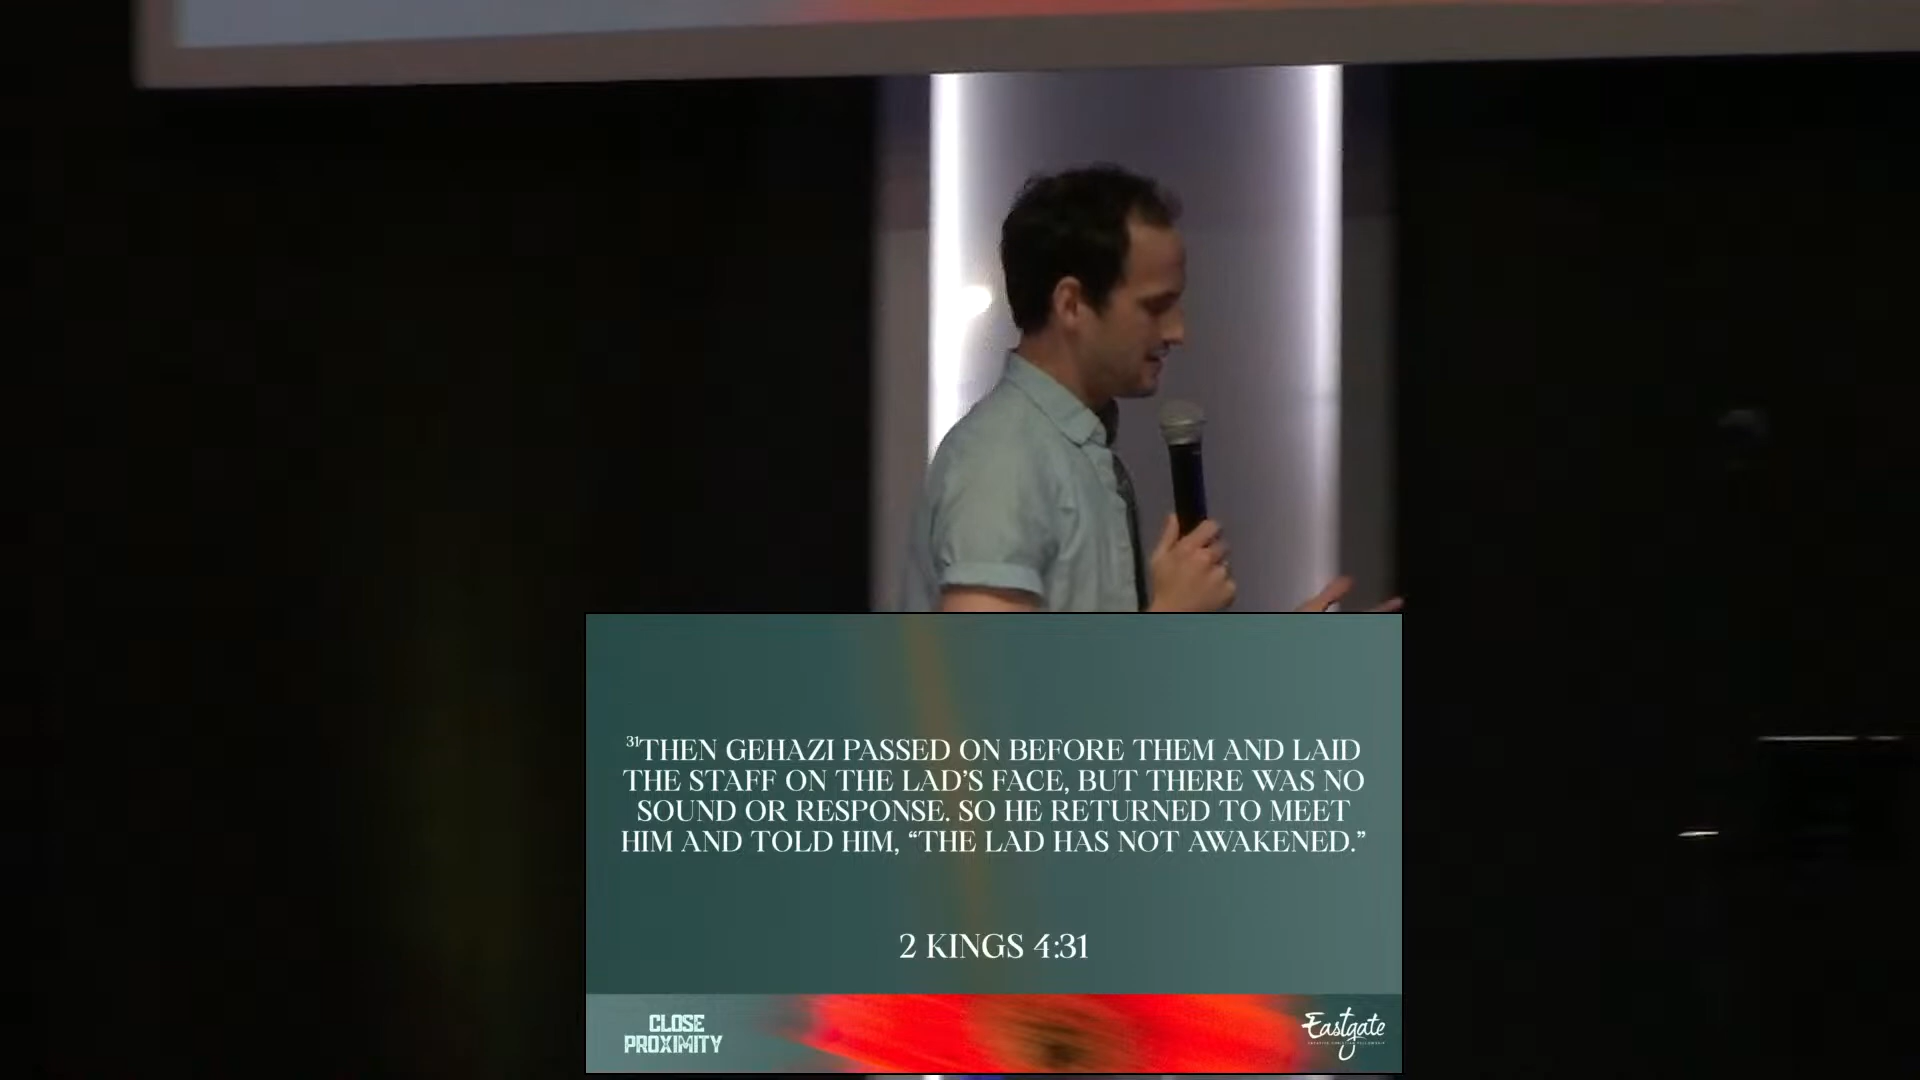 31THEN GEHAZI PASSED ON BEFORE THEM AND LAID
THE STAFF ON THE LAD'S FACE, BUT THERE WAS NO
SOUND OR RESPONSE. SO HE RETURNED TO MEET
HIM AND TOLD HIM, “THE LAD HAS NOT AWAKENED.”
2 KINGS 4:31
CLOSE
PROXIMITY
Eastgate